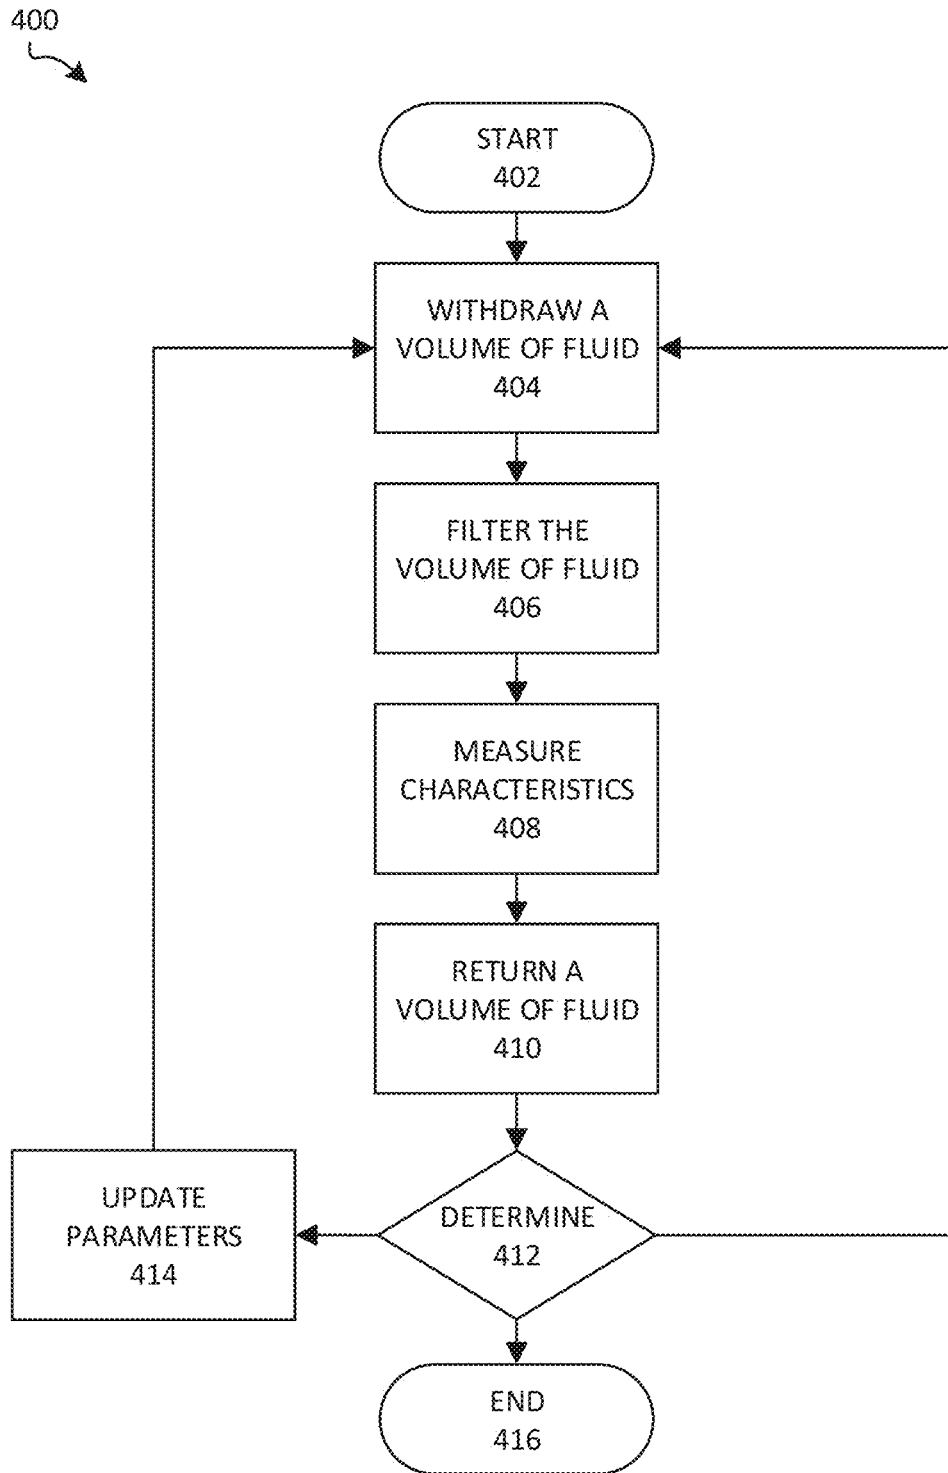 400
START
402
WITHDRAW A
VOLUME OF FLUID
404
FILTER THE
VOLUME OF FLUID
406
MEASURE
CHARACTERISTICS
408
RETURN A
VOLUME OF FLUID
410
DETERMINE
412
UPDATE
PARAMETERS
414
END
416